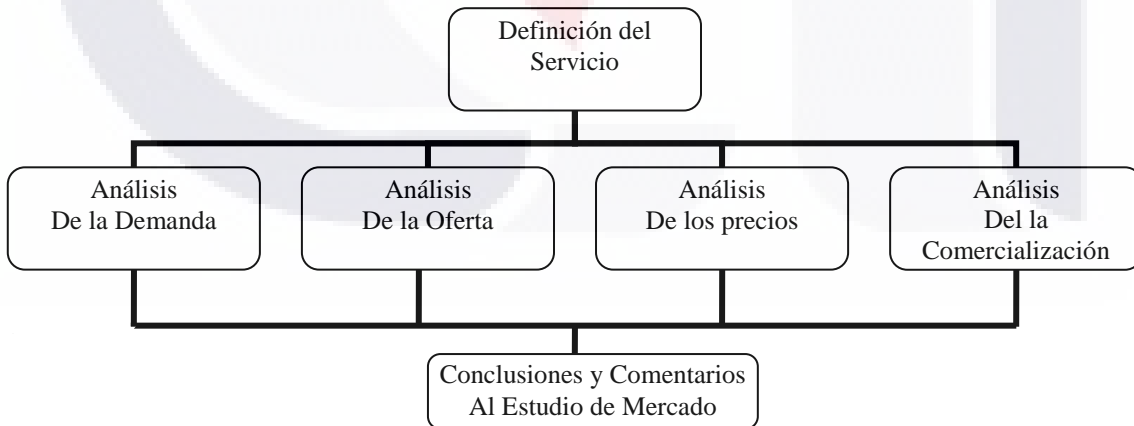 Definición del
Servicio
Análisis
De la Demanda
Análisis
De la Oferta
Análisis
De los precios
Análisis
Del la
Comercialización
Conclusiones y Comentarios
Al Estudio de Mercado